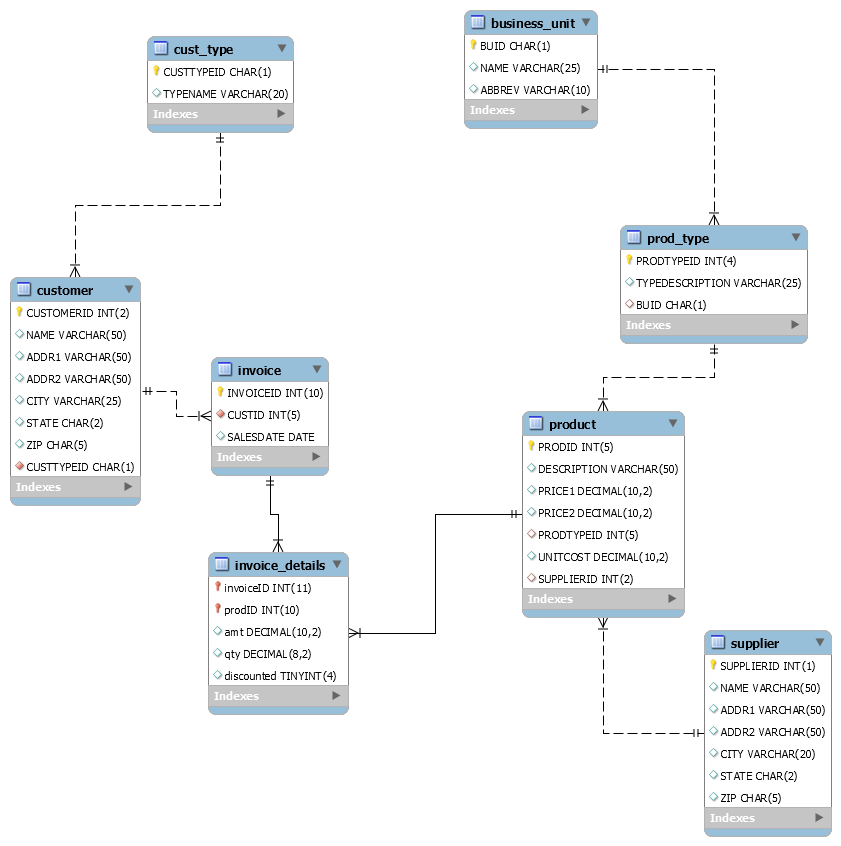 cust_type
CUSTTYPEID CHAR(1)
TYPENAME VARCHAR(20)
Indexes
business_unit
BUID CHAR(1)
NAME VARCHAR(25)
ABBREV VARCHAR(10)
Indexes
prod_type
PRODTYPEID INT(4)
TYPEDESCRIPTION VARCHAR(25)
BUID CHAR(1)
Indexes
customer
CUSTOMERID INT(2)
NAME VARCHAR(50)
ADDR1 VARCHAR(50)
ADDR2 VARCHAR(50)
CITY VARCHAR(25)
STATE CHAR(2)
ZIP CHAR(5)
CUSTTYPEID CHAR(1)
Indexes
invoice
INVOICEID INT(10)
CUSTID INT(5)
SALESDATE DATE
Indexes
product
PRODID INT(5)
DESCRIPTION VARCHAR(50)
PRICE1 DECIMAL(10,2)
PRICE2 DECIMAL(10,2)
PRODTYPEID INT(5)
UNITCOST DECIMAL(10,2)
SUPPLIERID INT(2)
Indexes
invoice_details
invoiceID INT(11)
prodID INT(10)
amt DECIMAL(10,2)
qty DECIMAL(8,2)
discounted TINYINT(4)
Indexes
supplier
SUPPLIERID INT(1)
NAME VARCHAR(50)
ADDR1 VARCHAR(50)
ADDR2 VARCHAR(50)
CITY VARCHAR(20)
STATE CHAR(2)
ZIP CHAR(5)
Indexes